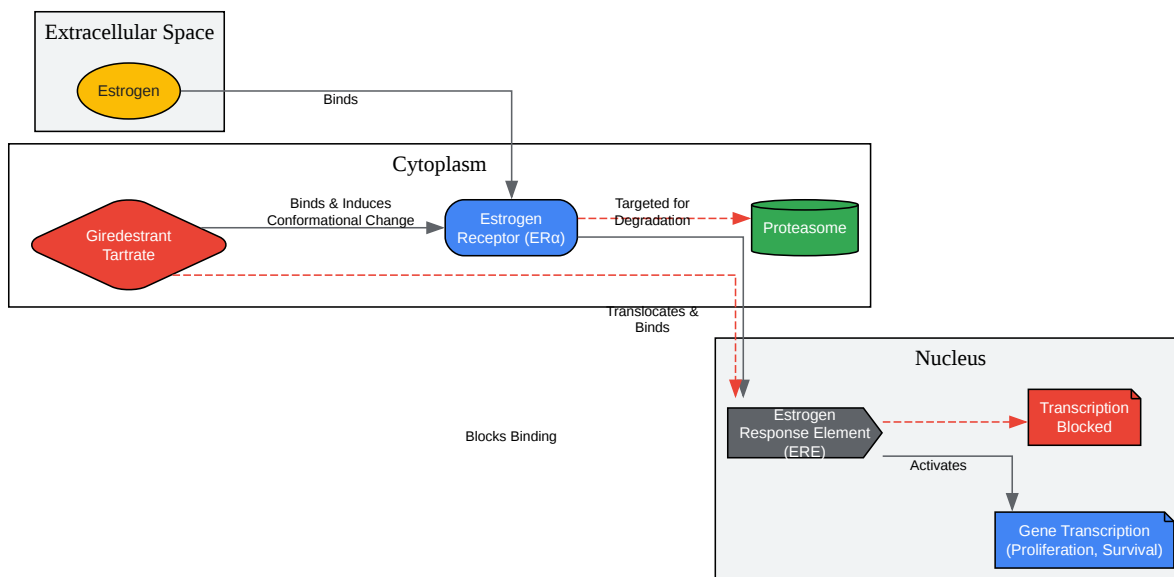 Extracellular Space
Estrogen
Binds
Cytoplasm
Giredestrant
Tartrate
Binds & Induces
Conformational Change
Estrogen
Receptor (ERα)
Targeted for
Degradation
Proteasome
Translocates &
Binds
Nucleus
Blocks Binding
Estrogen
Response Element
(ERE)
Transcription
Blocked
Activates
Gene Transcription
(Proliferation, Survival)